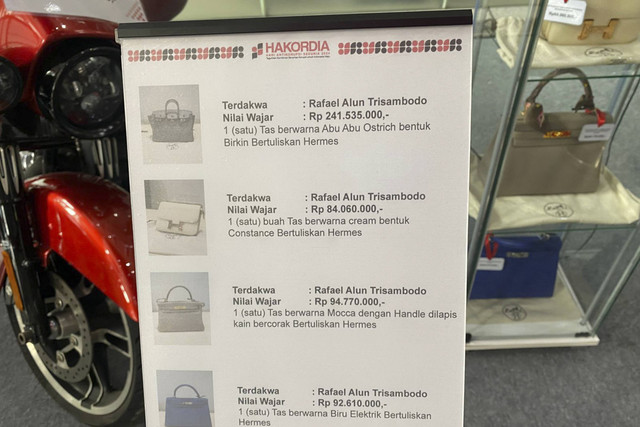 HAKORDIA
Terdakwa : Rafael Alun Trisambodo
Nilai Wajar : Rp 241.535.000,-
1 (satu) Tas berwarna Abu Abu Ostrich bentuk
Birkin Bertuliskan Hermes
Terdakwa : Rafael Alun Trisambodo
Nilai Wajar : Rp 84.060.000,-
1 (satu) buah Tas berwarna cream bentuk
Constance Bertuliskan Hermes
Terdakwa : Rafael Alun Trisambodo
Nilai Wajar : Rp 94.770.000,-
1 (satu) Tas berwarna Mocca dengan Handle dilapis
kain bercorak Bertuliskan Hermes
Terdakwa : Rafael Alun Trisambodo
Nilai Wajar : Rp 92.610.000,-
1 (satu) Tas berwarna Biru Elektrik Bertuliskan
Hermes